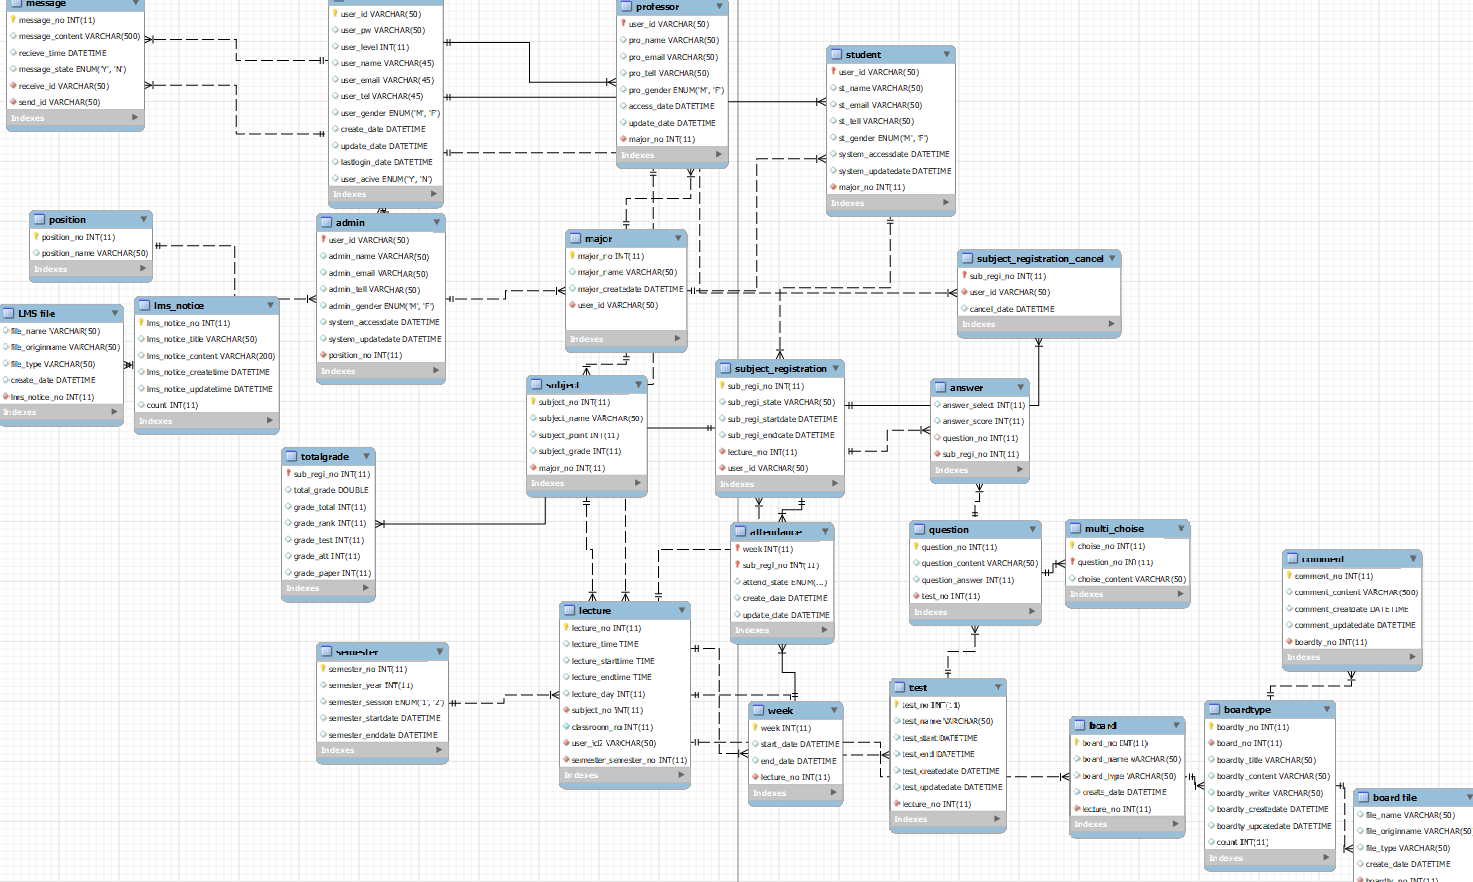 message
message_no INT(11)
message_content VARCHAR(500)
recieve_time DATETIME
message_state ENUM('Y', 'N')
receive_id VARCHAR(50)
send_id VARCHAR(50)
Indexes
user_id VARCHAR(50)
user_pw VARCHAR(50)
user_level INT(11)
user_name VARCHAR(45)
user_email VARCHAR(45)
user_tel VARCHAR(45)
user_gender ENUM('M', 'F')
create_date DATETIME
update_date DATETIME
lastlogin_date DATETIME
user_acive ENUM('Y', 'N')
Indexes
professor
user_id VARCHAR(50)
pro_name VARCHAR(50)
pro_email VARCHAR(50)
pro_tell VARCHAR(50)
pro_gender ENUM('M', 'F')
access_date DATETIME
update_date DATETIME
major_no INT(11)
Indexes
student
user_id VARCHAR(50)
st_name VARCHAR(50)
st_email VARCHAR(50)
st_tell VARCHAR(50)
st_gender ENUM('M', 'F')
system_accessdate DATETIME
system_updatedate DATETIME
major_no INT(11)
Indexes
position
position_no INT(11)
position_name VARCHAR(50)
Indexes
admin
user_id VARCHAR(50)
admin_name VARCHAR(50)
admin_email VARCHAR(50)
admin_tell VARCHAR(50)
admin_gender ENUM('M', 'F')
system_accessdate DATETIME
system_updatedate DATETIME
position_no INT(11)
Indexes
major
major_no INT(11)
major_name VARCHAR(50)
major_createdate DATETIME
user_id VARCHAR(50)
Indexes
subject_registration_cancel
sub_regi_no INT(11)
user_id VARCHAR(50)
cancel_date DATETIME
Indexes
LMS file
file_name VARCHAR(50)
file_originname VARCHAR(50)
file_type VARCHAR(50)
create_date DATETIME
lms_notice_no INT(11)
Indexes
lms_notice
lms_notice_no INT(11)
lms_notice_title VARCHAR(50)
lms_notice_content VARCHAR(200)
lms_notice_createtime DATETIME
lms_notice_updatetime DATETIME
count INT(11)
Indexes
subject
subject_no INT(11)
subject_name VARCHAR(50)
subject_point INT(11)
subject_grade INT(11)
major_no INT(11)
Indexes
subject_registration
sub_regi_no INT(11)
sub_regi_state VARCHAR(50)
sub_regi_startdate DATETIME
sub_regi_enddate DATETIME
lecture_no INT(11)
user_id VARCHAR(50)
Indexes
answer
answer_select INT(11)
answer_score INT(11)
question_no INT(11)
sub_regi_no INT(11)
Indexes
totalgrade
sub_regi_no INT(11)
total_grade DOUBLE
grade_total INT(11)
grade_rank INT(11)
grade_test INT(11)
grade_att INT(11)
grade_paper INT(11)
Indexes
attendance
week INT(11)
sub_regi_no INT(11)
attend_state ENUM(...)
create_date DATETIME
update_date DATETIME
Indexes
question
question_no INT(11)
question_content VARCHAR(50)
question_answer INT(11)
test_no INT(11)
Indexes
multi_choise
choise_no INT(11)
question_no INT(11)
choise_content VARCHAR(50)
Indexes
comment
comment_no INT(11)
comment_content VARCHAR(500)
comment_creatdate DATETIME
comment_updatedate DATETIME
boardty_no INT(11)
Indexes
lecture
lecture_no INT(11)
lecture_time TIME
lecture_starttime TIME
lecture_endtime TIME
lecture_day INT(11)
subject_no INT(11)
classroom_no INT(11)
user_id2 VARCHAR(50)
semester_semester_no INT(11)
Indexes
semester
semester_no INT(11)
semester_year INT(11)
semester_session ENUM('1', '2')
semester_startdate DATETIME
semester_enddate DATETIME
Indexes
week
week INT(11)
start_date DATETIME
end_date DATETIME
lecture_no INT(11)
Indexes
test
test_no INT(11)
test_name VARCHAR(50)
test_start DATETIME
test_end DATETIME
test_createdate DATETIME
test_updatedate DATETIME
lecture_no INT(11)
Indexes
board
board_no INT(11)
board_name VARCHAR(50)
board_type VARCHAR(50)
create_date DATETIME
lecture_no INT(11)
Indexes
boardtype
boardty_no INT(11)
board_no INT(11)
boardty_title VARCHAR(50)
boardty_content VARCHAR(50)
boardty_writer VARCHAR(50)
boardty_createdate DATETIME
boardty_updatedate DATETIME
count INT(11)
Indexes
board file
file_name VARCHAR(50)
file_originname VARCHAR(50
file_type VARCHAR(50)
create_date DATETIME
boardty_no INT(11)